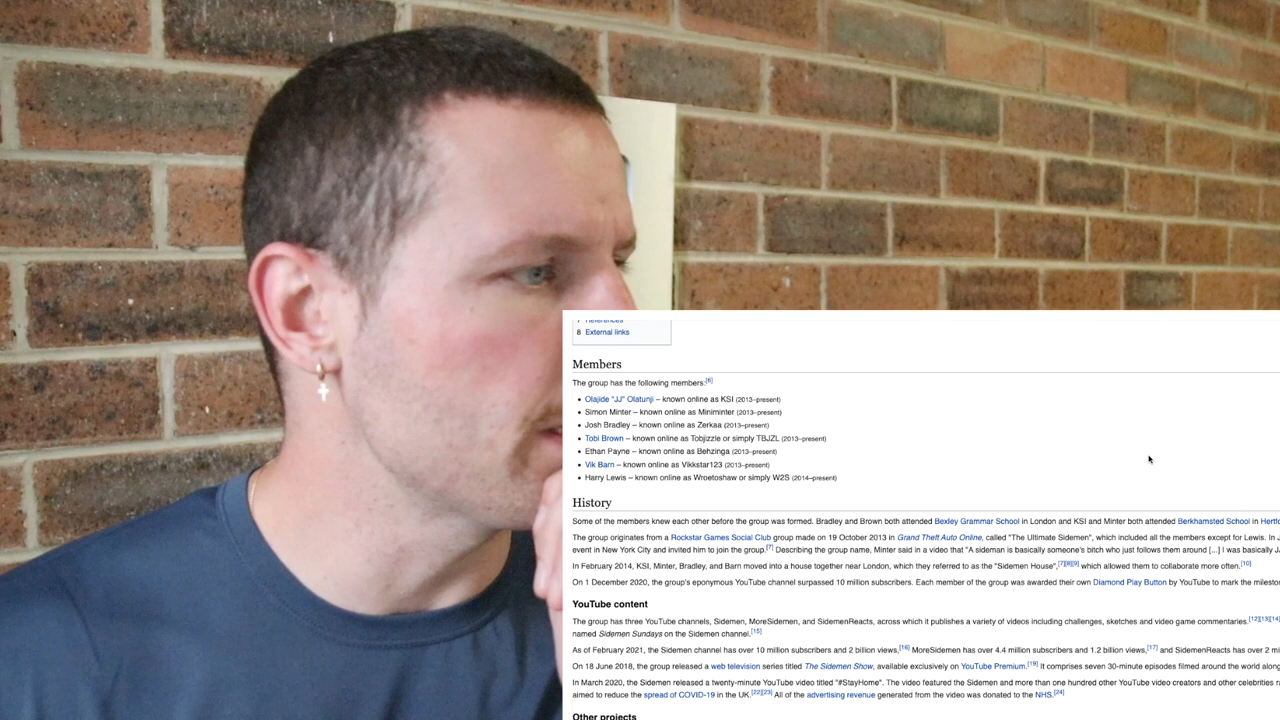 7 References
8 External links
Members
The group has the following members:[6]
• Olajide "JJ" Olatunji – known online as KSI (2013–present)
• Simon Minter – known online as Miniminter (2013–present)
• Josh Bradley – known online as Zerkaa (2013–present)
• Tobi Brown – known online as Tobjizzle or simply TBJZL (2013–present)
• Ethan Payne – known online as Behzinga (2013–present)
• Vik Barn – known online as Vikkstar123 (2013–present)
• Harry Lewis – known online as Wroetoshaw or simply W2S (2014–present)
History
Some of the members knew each other before the group was formed. Bradley and Brown both attended Bexley Grammar School in London and KSI and Minter both attended Berkhamsted School in Hertfo
The group originates from a Rockstar Games Social Club group made on 19 October 2013 in Grand Theft Auto Online, called "The Ultimate Sidemen", which included all the members except for Lewis. In J
event in New York City and invited him to join the group.[7] Describing the group name, Minter said in a video that "A sideman is basically someone's bitch who just follows them around [...] I was basically J
In February 2014, KSI, Minter, Bradley, and Barn moved into a house together near London, which they referred to as the "Sidemen House",[7][8][9] which allowed them to collaborate more often.[10]
On 1 December 2020, the group's eponymous YouTube channel surpassed 10 million subscribers. Each member of the group was awarded their own Diamond Play Button by YouTube to mark the milesto
YouTube content
The group has three YouTube channels, Sidemen, MoreSidemen, and SidemenReacts, across which it publishes a variety of videos including challenges, sketches and video game commentaries.[12][13][14]
named Sidemen Sundays on the Sidemen channel.[15]
As of February 2021, the Sidemen channel has over 10 million subscribers and 2 billion views,[16] MoreSidemen has over 4.4 million subscribers and 1.2 billion views,[17] and SidemenReacts has over 2 mi
On 18 June 2018, the group released a web television series titled The Sidemen Show, available exclusively on YouTube Premium.[19] It comprises seven 30-minute episodes filmed around the world along
In March 2020, the Sidemen released a twenty-minute YouTube video titled "#StayHome". The video featured the Sidemen and more than one hundred other YouTube video creators and other celebrities ra
aimed to reduce the spread of COVID-19 in the UK.[22][23] All of the advertising revenue generated from the video was donated to the NHS.[24]
Other projects